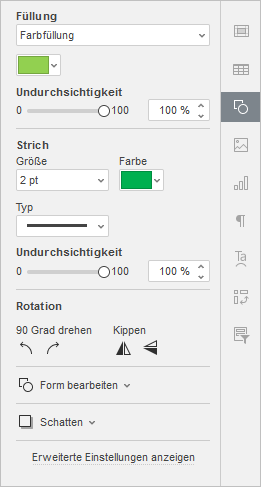 Füllung
Farbfüllung
Undurchsichtigkeit
0 100 100 %
Strich
Größe Farbe
2 pt
Typ
Undurchsichtigkeit
0 100 100 %
Rotation
90 Grad drehen Kippen
Form bearbeiten
Schatten
Erweiterte Einstellungen anzeigen
Ta